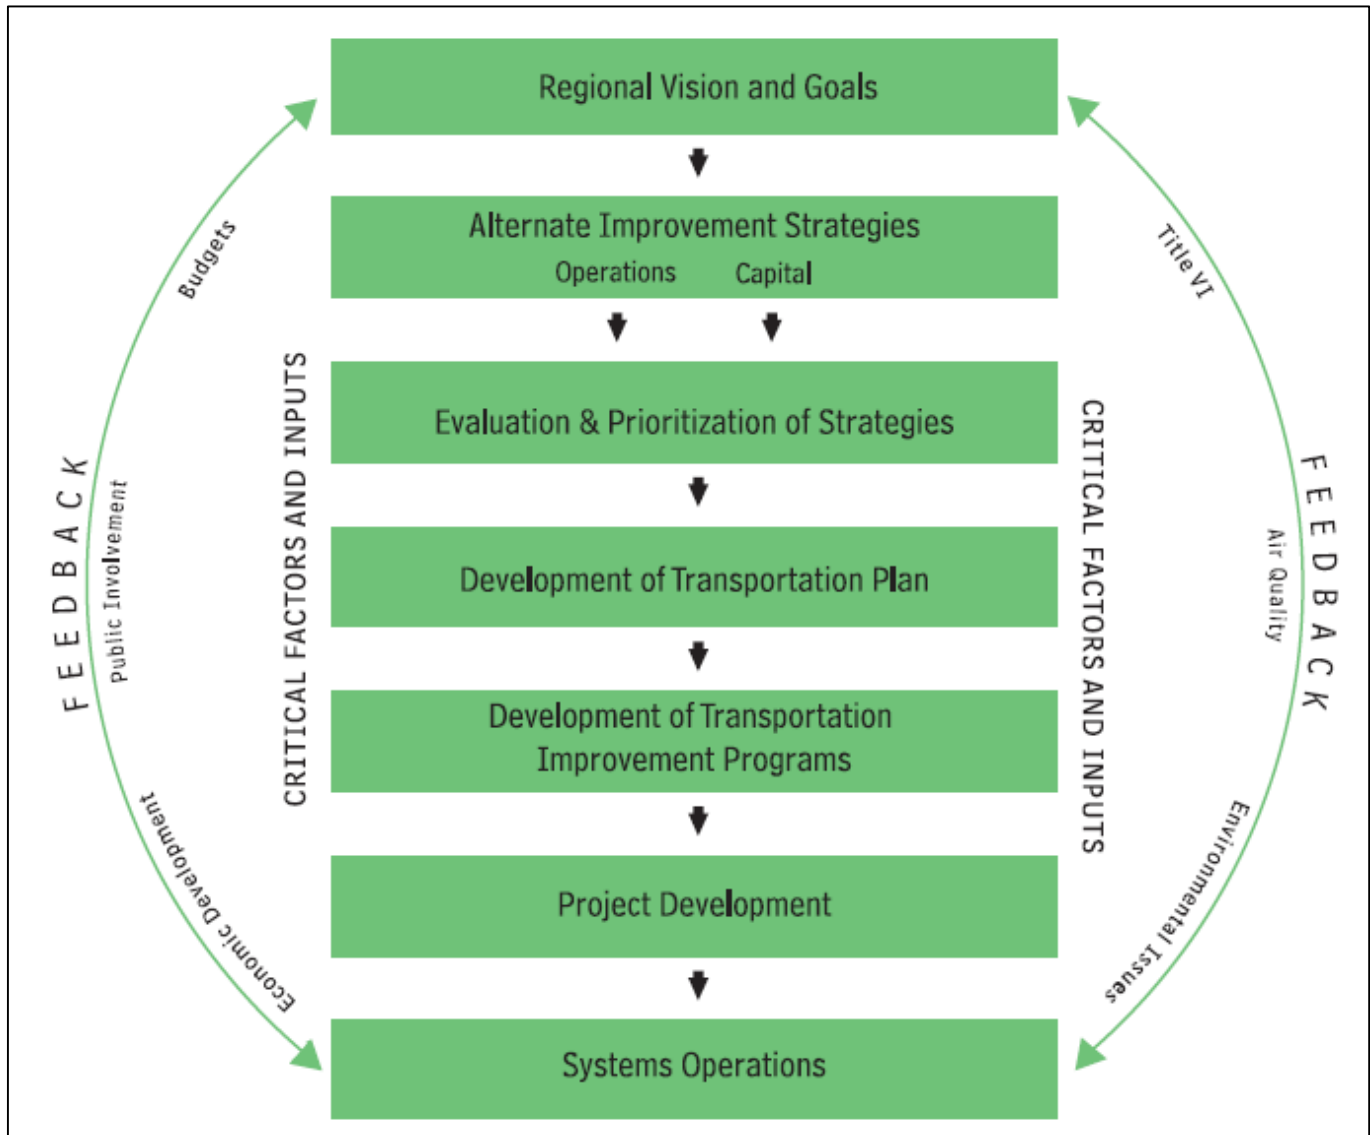 Regional Vision and Goals
Alternate Improvement Strategies
Operations Capital
Evaluation & Prioritization of Strategies
Development of Transportation Plan
Development of Transportation
Improvement Programs
Project Development
Systems Operations
FEEDBACK
Budgets
Public Involvement
Economic Development
CRITICAL FACTORS AND INPUTS
CRITICAL FACTORS AND INPUTS
Title VI
Air Quality
Environmental Issues
FEEDBACK